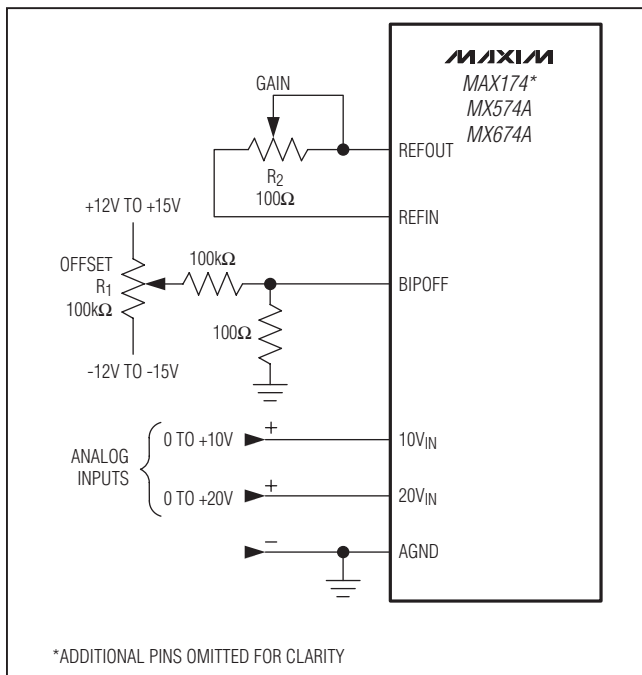 MAXIM
MAX174*
MX574A
MX674A
GAIN
REFOUT
R2
100Ω
REFIN
+12V TO +15V
OFFSET
R1
100kΩ
100kΩ
BIPOFF
100Ω
-12V TO -15V
ANALOG
INPUTS
0 TO +10V
+
10VIN
0 TO +20V
+
20VIN
−
AGND
*ADDITIONAL PINS OMITTED FOR CLARITY